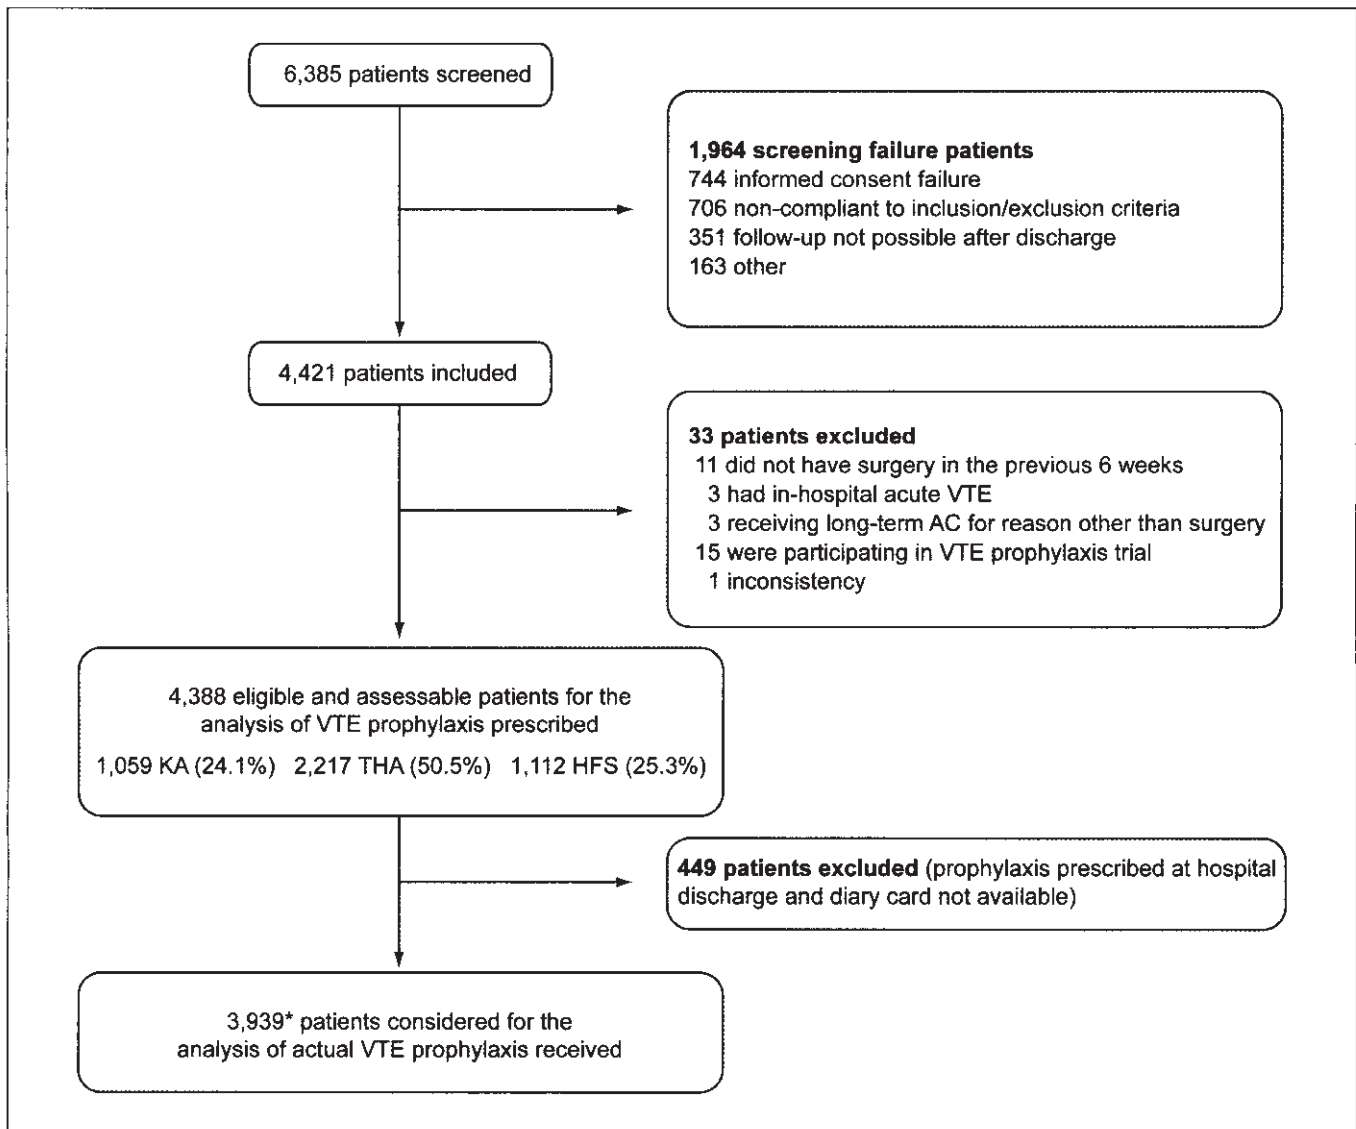 6,385 patients screened
1,964 screening failure patients
744 informed consent failure
706 non-compliant to inclusion/exclusion criteria
351 follow-up not possible after discharge
163 other
4,421 patients included
33 patients excluded
11 did not have surgery in the previous 6 weeks
3 had in-hospital acute VTE
3 receiving long-term AC for reason other than surgery
15 were participating in VTE prophylaxis trial
1 inconsistency
4,388 eligible and assessable patients for the
analysis of VTE prophylaxis prescribed
1,059 KA (24.1%) 2,217 THA (50.5%) 1,112 HFS (25.3%)
449 patients excluded (prophylaxis prescribed at hospital
discharge and diary card not available)
3,939* patients considered for the
analysis of actual VTE prophylaxis received